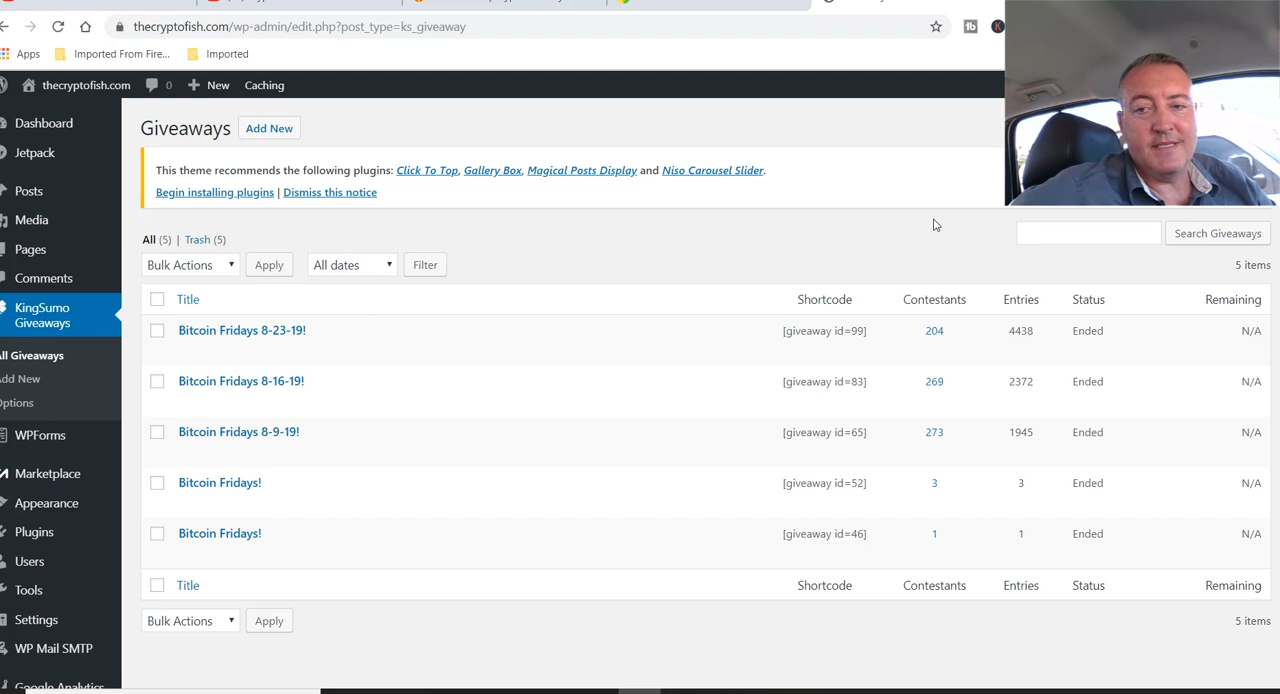 thecryptofish.com/wp-admin/edit.php?post_type=ks_giveaway
Apps Imported From Fire... Imported
thecryptofish.com 0 New Caching
Dashboard
Jetpack
Posts
Media
Pages
Comments
KingSumo
Giveaways
All Giveaways
Add New
Options
WPForms
Marketplace
Appearance
Plugins
Users
Tools
Settings
WP Mail SMTP
Google Analytics
Giveaways Add New
This theme recommends the following plugins: Click To Top, Gallery Box, Magical Posts Display and Niso Carousel Slider.
Begin installing plugins | Dismiss this notice
All (5) | Trash (5)
Search Giveaways
Bulk Actions Apply All dates Filter 5 items
Title Shortcode Contestants Entries Status Remaining
Bitcoin Fridays 8-23-19! [giveaway id=99] 204 4438 Ended N/A
Bitcoin Fridays 8-16-19! [giveaway id=83] 269 2372 Ended N/A
Bitcoin Fridays 8-9-19! [giveaway id=65] 273 1945 Ended N/A
Bitcoin Fridays! [giveaway id=52] 3 3 Ended N/A
Bitcoin Fridays! [giveaway id=46] 1 1 Ended N/A
Title Shortcode Contestants Entries Status Remaining
Bulk Actions Apply 5 items